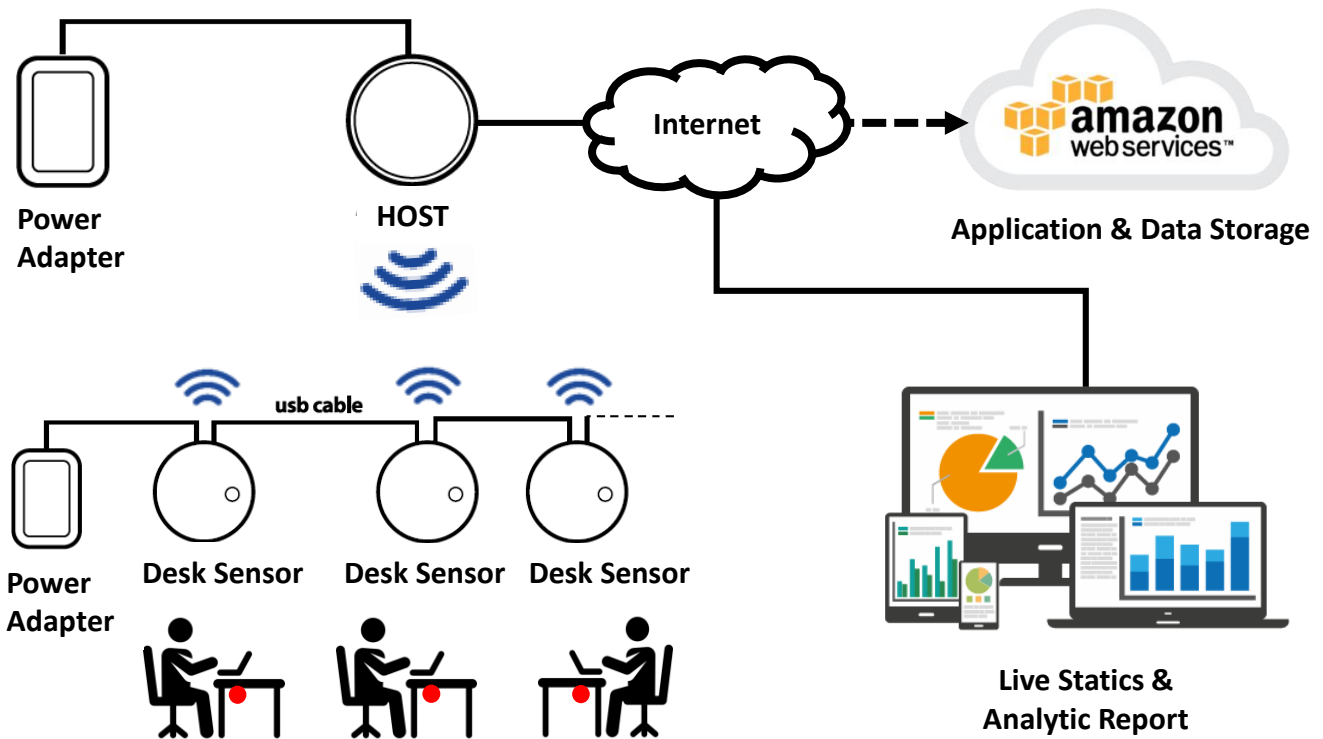 Internet
amazon
web services™
Power
Adapter
HOST
Application & Data Storage
usb cable
Power
Adapter
Desk Sensor
Desk Sensor
Desk Sensor
Live Statics &
Analytic Report